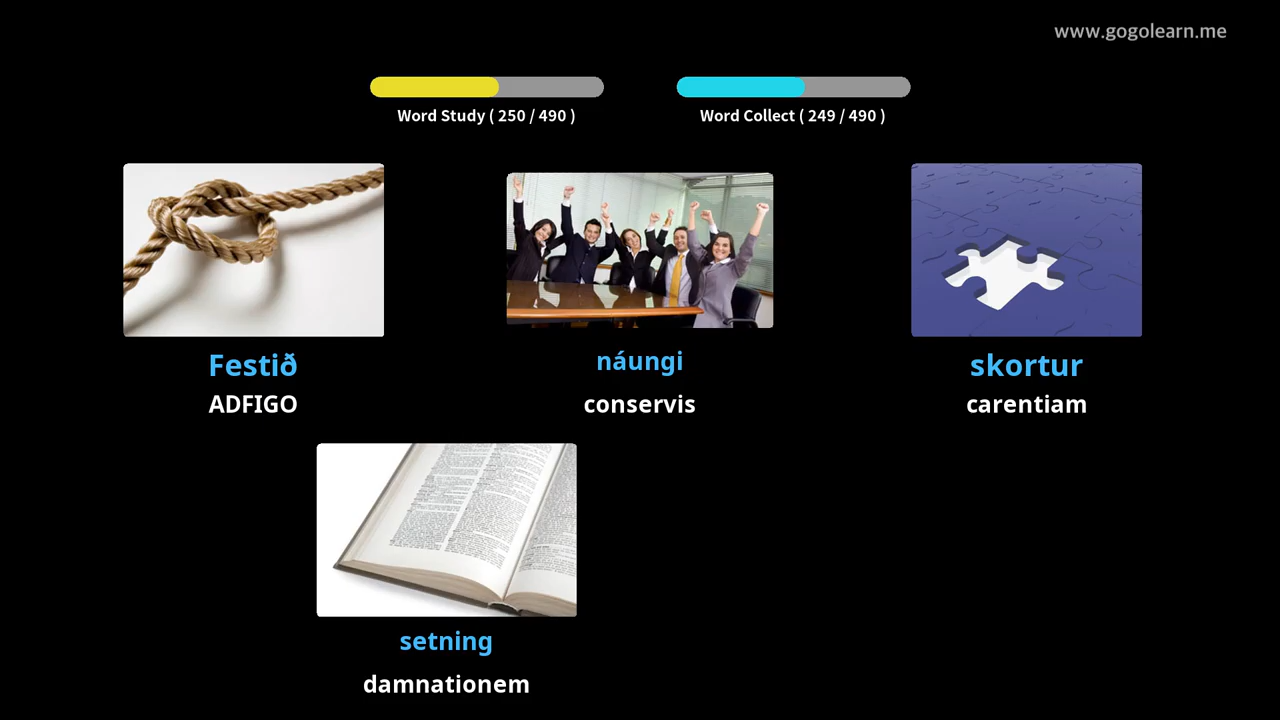 www.gogolearn.me
Word Study ( 250 / 490 )
Word Collect ( 249 / 490 )
Festið
náungi
skortur
ADFIGO
conservis
carentiam
setning
damnationem